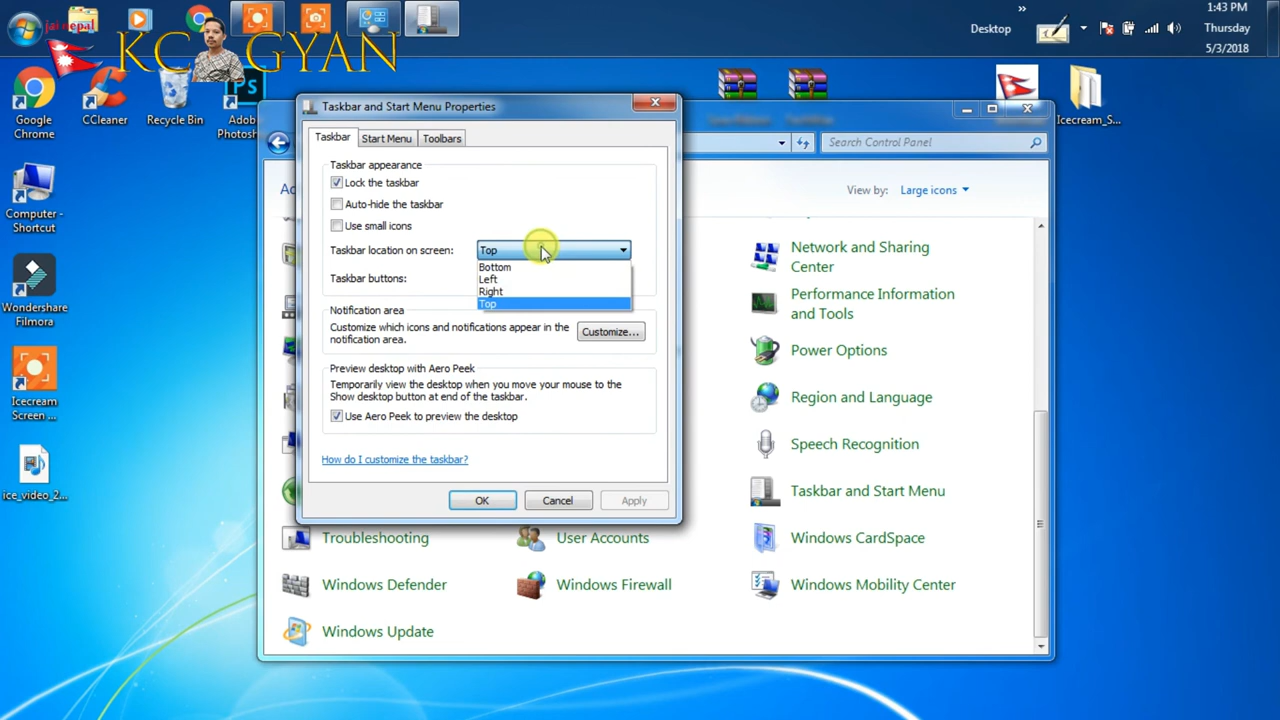 jai nepal
KC GYAN
Desktop
»
1:43 PM
Thursday
5/3/2018
Google
Chrome
CCleaner
Recycle Bin
Adob
Photosh
Icecream_S...
Computer -
Shortcut
Wondershare
Filmora
Icecream
Screen ...
ice_video_2...
Taskbar and Start Menu Properties
Taskbar
Start Menu
Toolbars
Taskbar appearance
Lock the taskbar
Auto-hide the taskbar
Use small icons
Taskbar location on screen:
Top
Bottom
Left
Right
Top
Taskbar buttons:
Notification area
Customize which icons and notifications appear in the
notification area.
Customize...
Preview desktop with Aero Peek
Temporarily view the desktop when you move your mouse to the
Show desktop button at end of the taskbar.
Use Aero Peek to preview the desktop
How do I customize the taskbar?
OK
Cancel
Apply
Search Control Panel
Ad
View by:
Large icons
Network and Sharing
Center
Performance Information
and Tools
Power Options
Region and Language
Speech Recognition
Taskbar and Start Menu
Troubleshooting
User Accounts
Windows CardSpace
Windows Defender
Windows Firewall
Windows Mobility Center
Windows Update